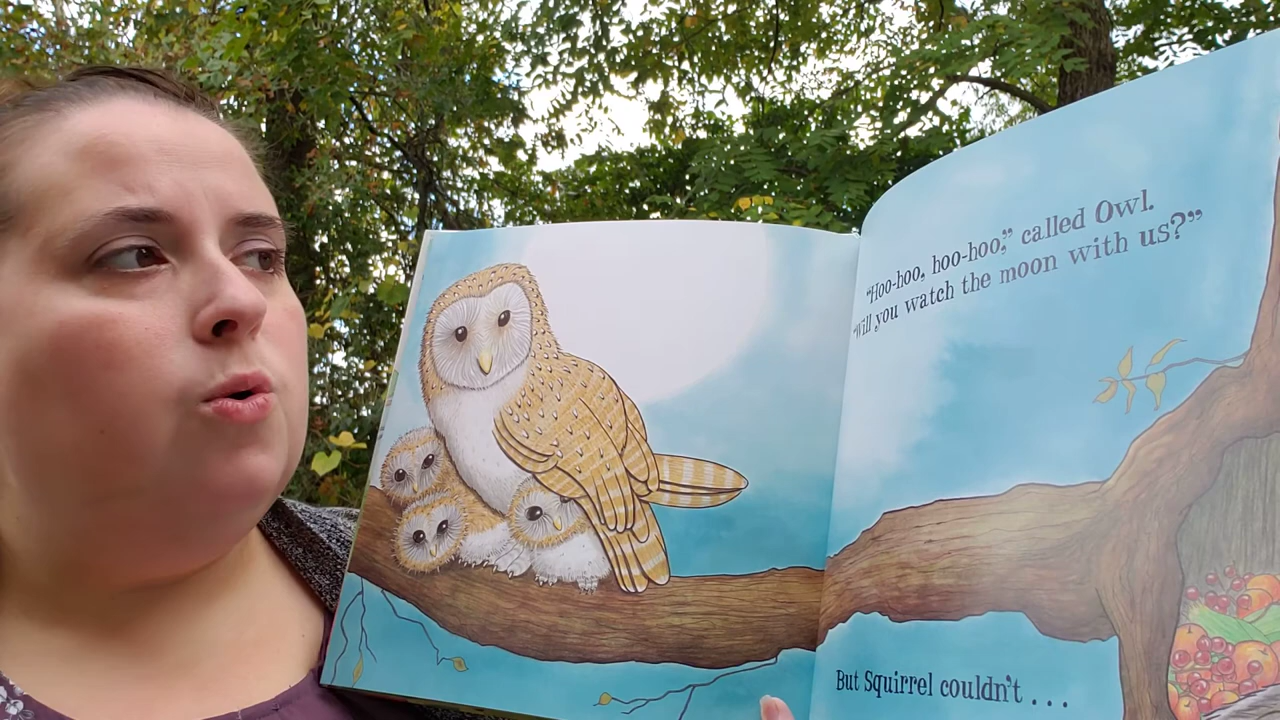 "Hoo-hoo, hoo-hoo," called Owl.
"Will you watch the moon with us?"
But Squirrel couldn't . . .